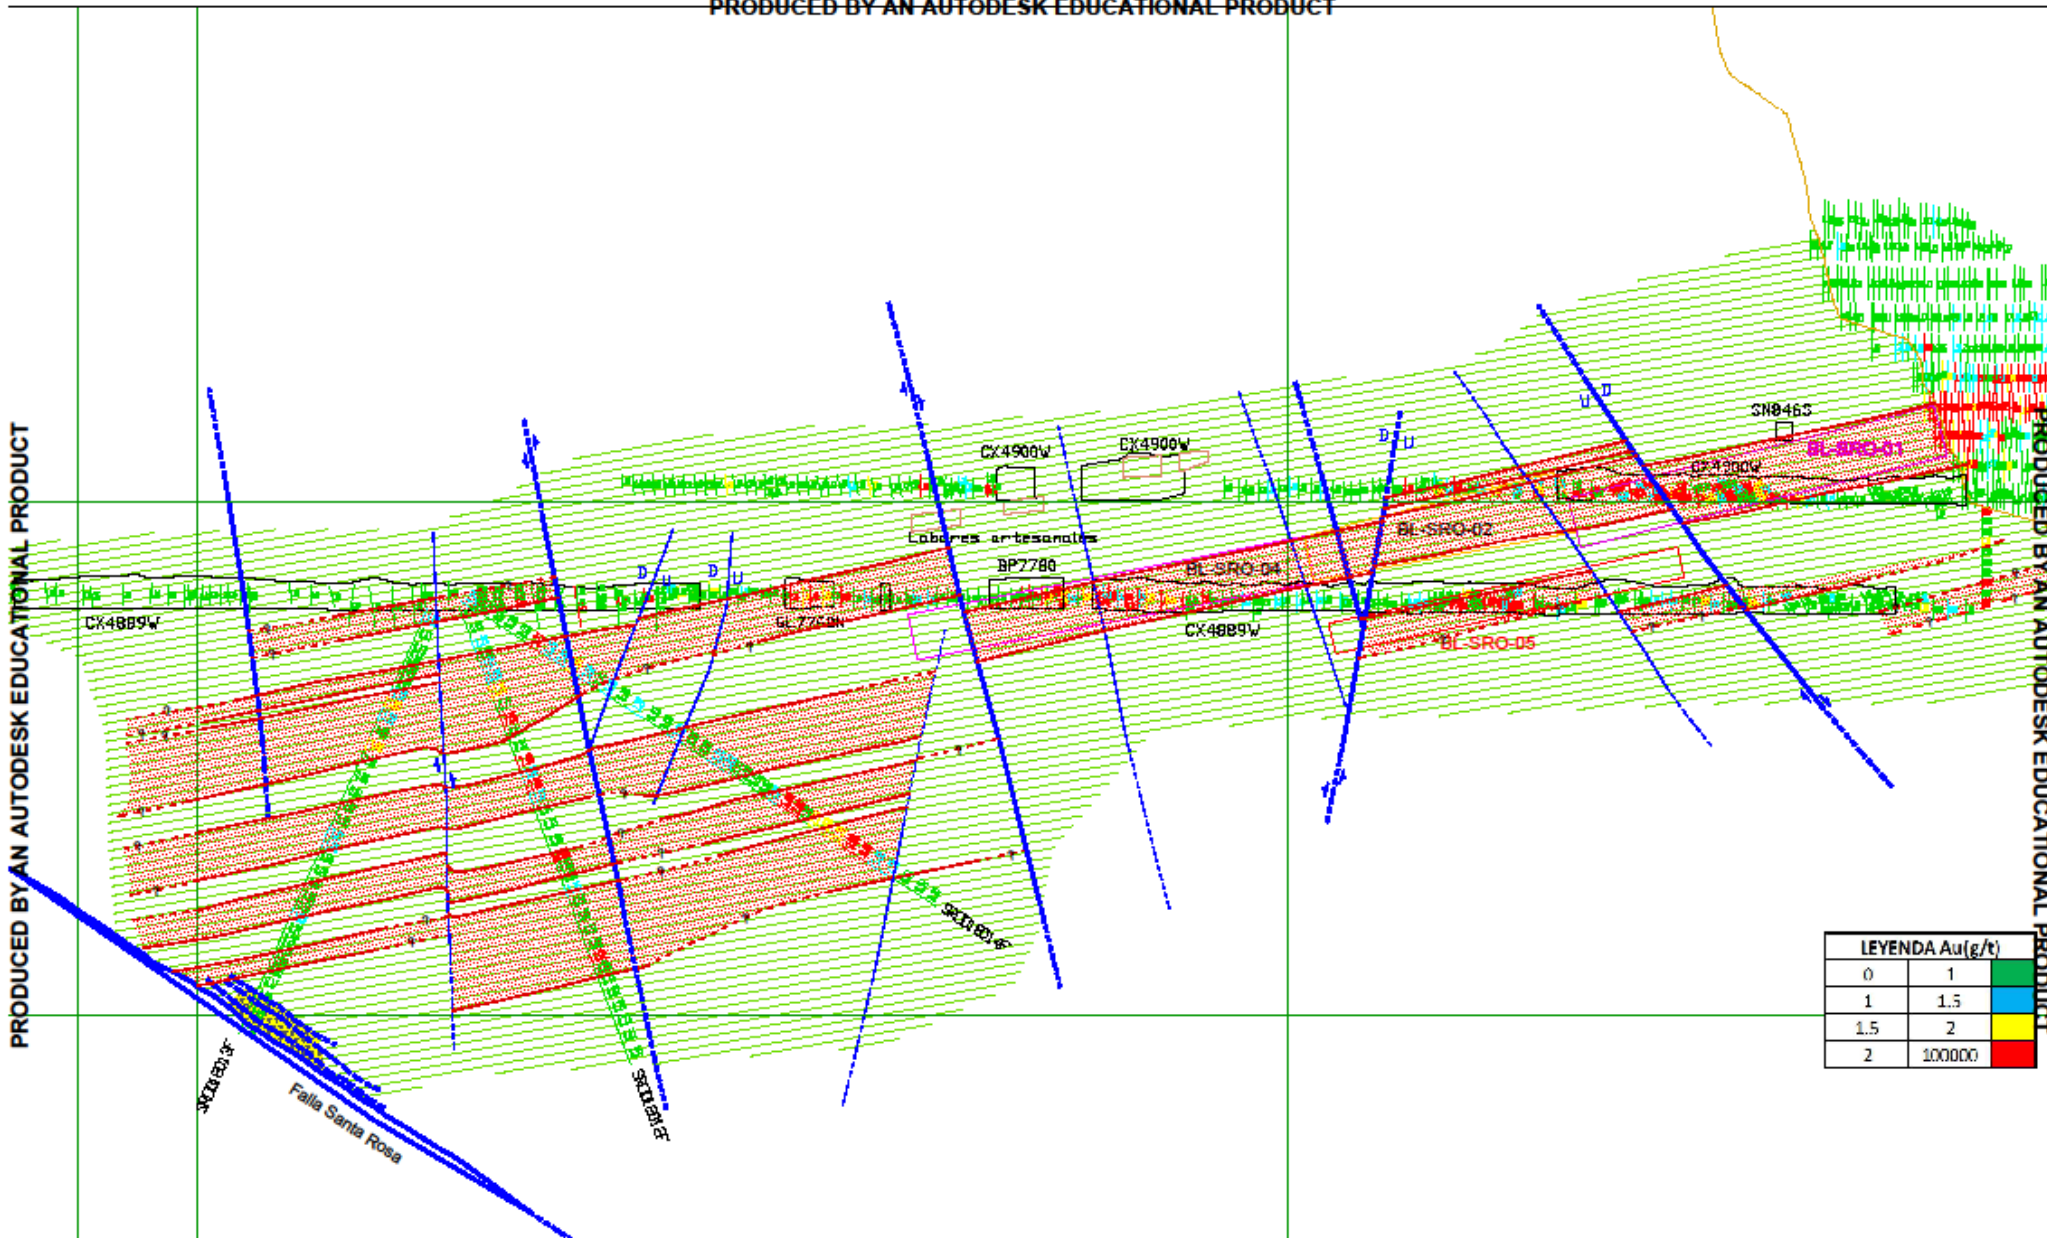 PRODUCED BY AN AUTODESK EDUCATIONAL PRODUCT
PRODUCED BY AN AUTODESK EDUCATIONAL PRODUCT
PRODUCED BY AN AUTODESK EDUCATIONAL PRODUCT
D
U
SN846S
CX4900W
CX4900W
D
U
BL-SRO-01
CX4900W
BL-SRO-02
Labores artesanales
BP7780
BL-SRO-04
D
U
D
U
CX4889W
CX4889W
BL-SRO-05
Falla Santa Rosa
LEYENDA Au(g/t)
0 1
1 1.5
1.5 2
2 100000